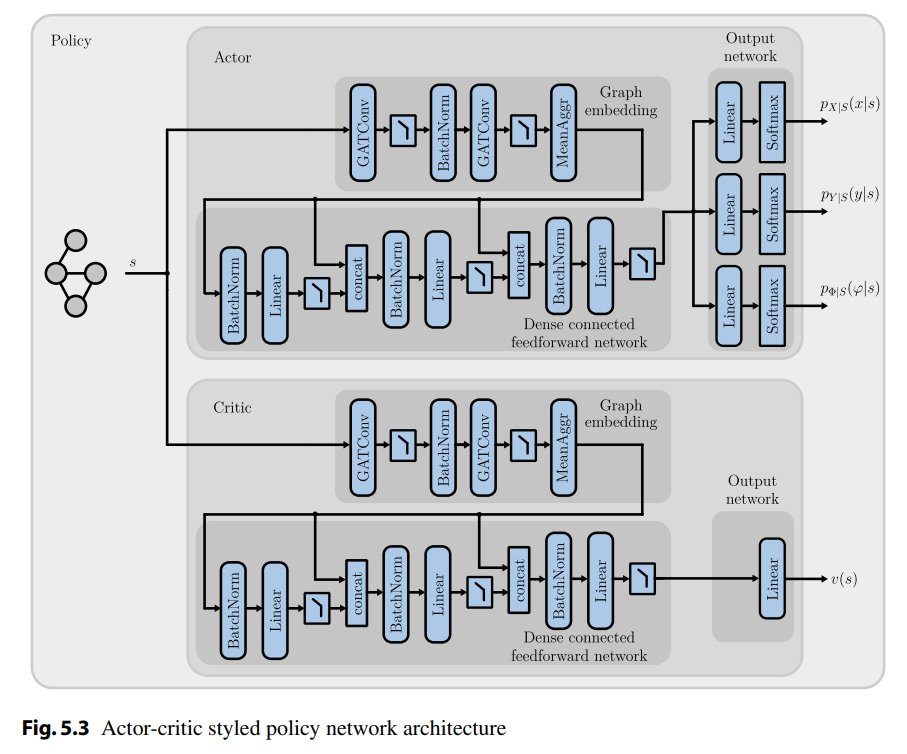 Policy
Actor
Output
network
Graph
embedding
GATConv
BatchNorm
GATConv
MeanAggr
Linear
Softmax
p_{X|S}(x|s)
Linear
Softmax
p_{Y|S}(y|s)
Linear
Softmax
p_{Φ|S}(φ|s)
s
BatchNorm
Linear
concat
BatchNorm
Linear
concat
BatchNorm
Linear
Dense connected
feedforward network
Critic
Graph
embedding
GATConv
BatchNorm
GATConv
MeanAggr
Output
network
BatchNorm
Linear
concat
BatchNorm
Linear
concat
BatchNorm
Linear
Linear
v(s)
Dense connected
feedforward network
Fig. 5.3 Actor-critic styled policy network architecture